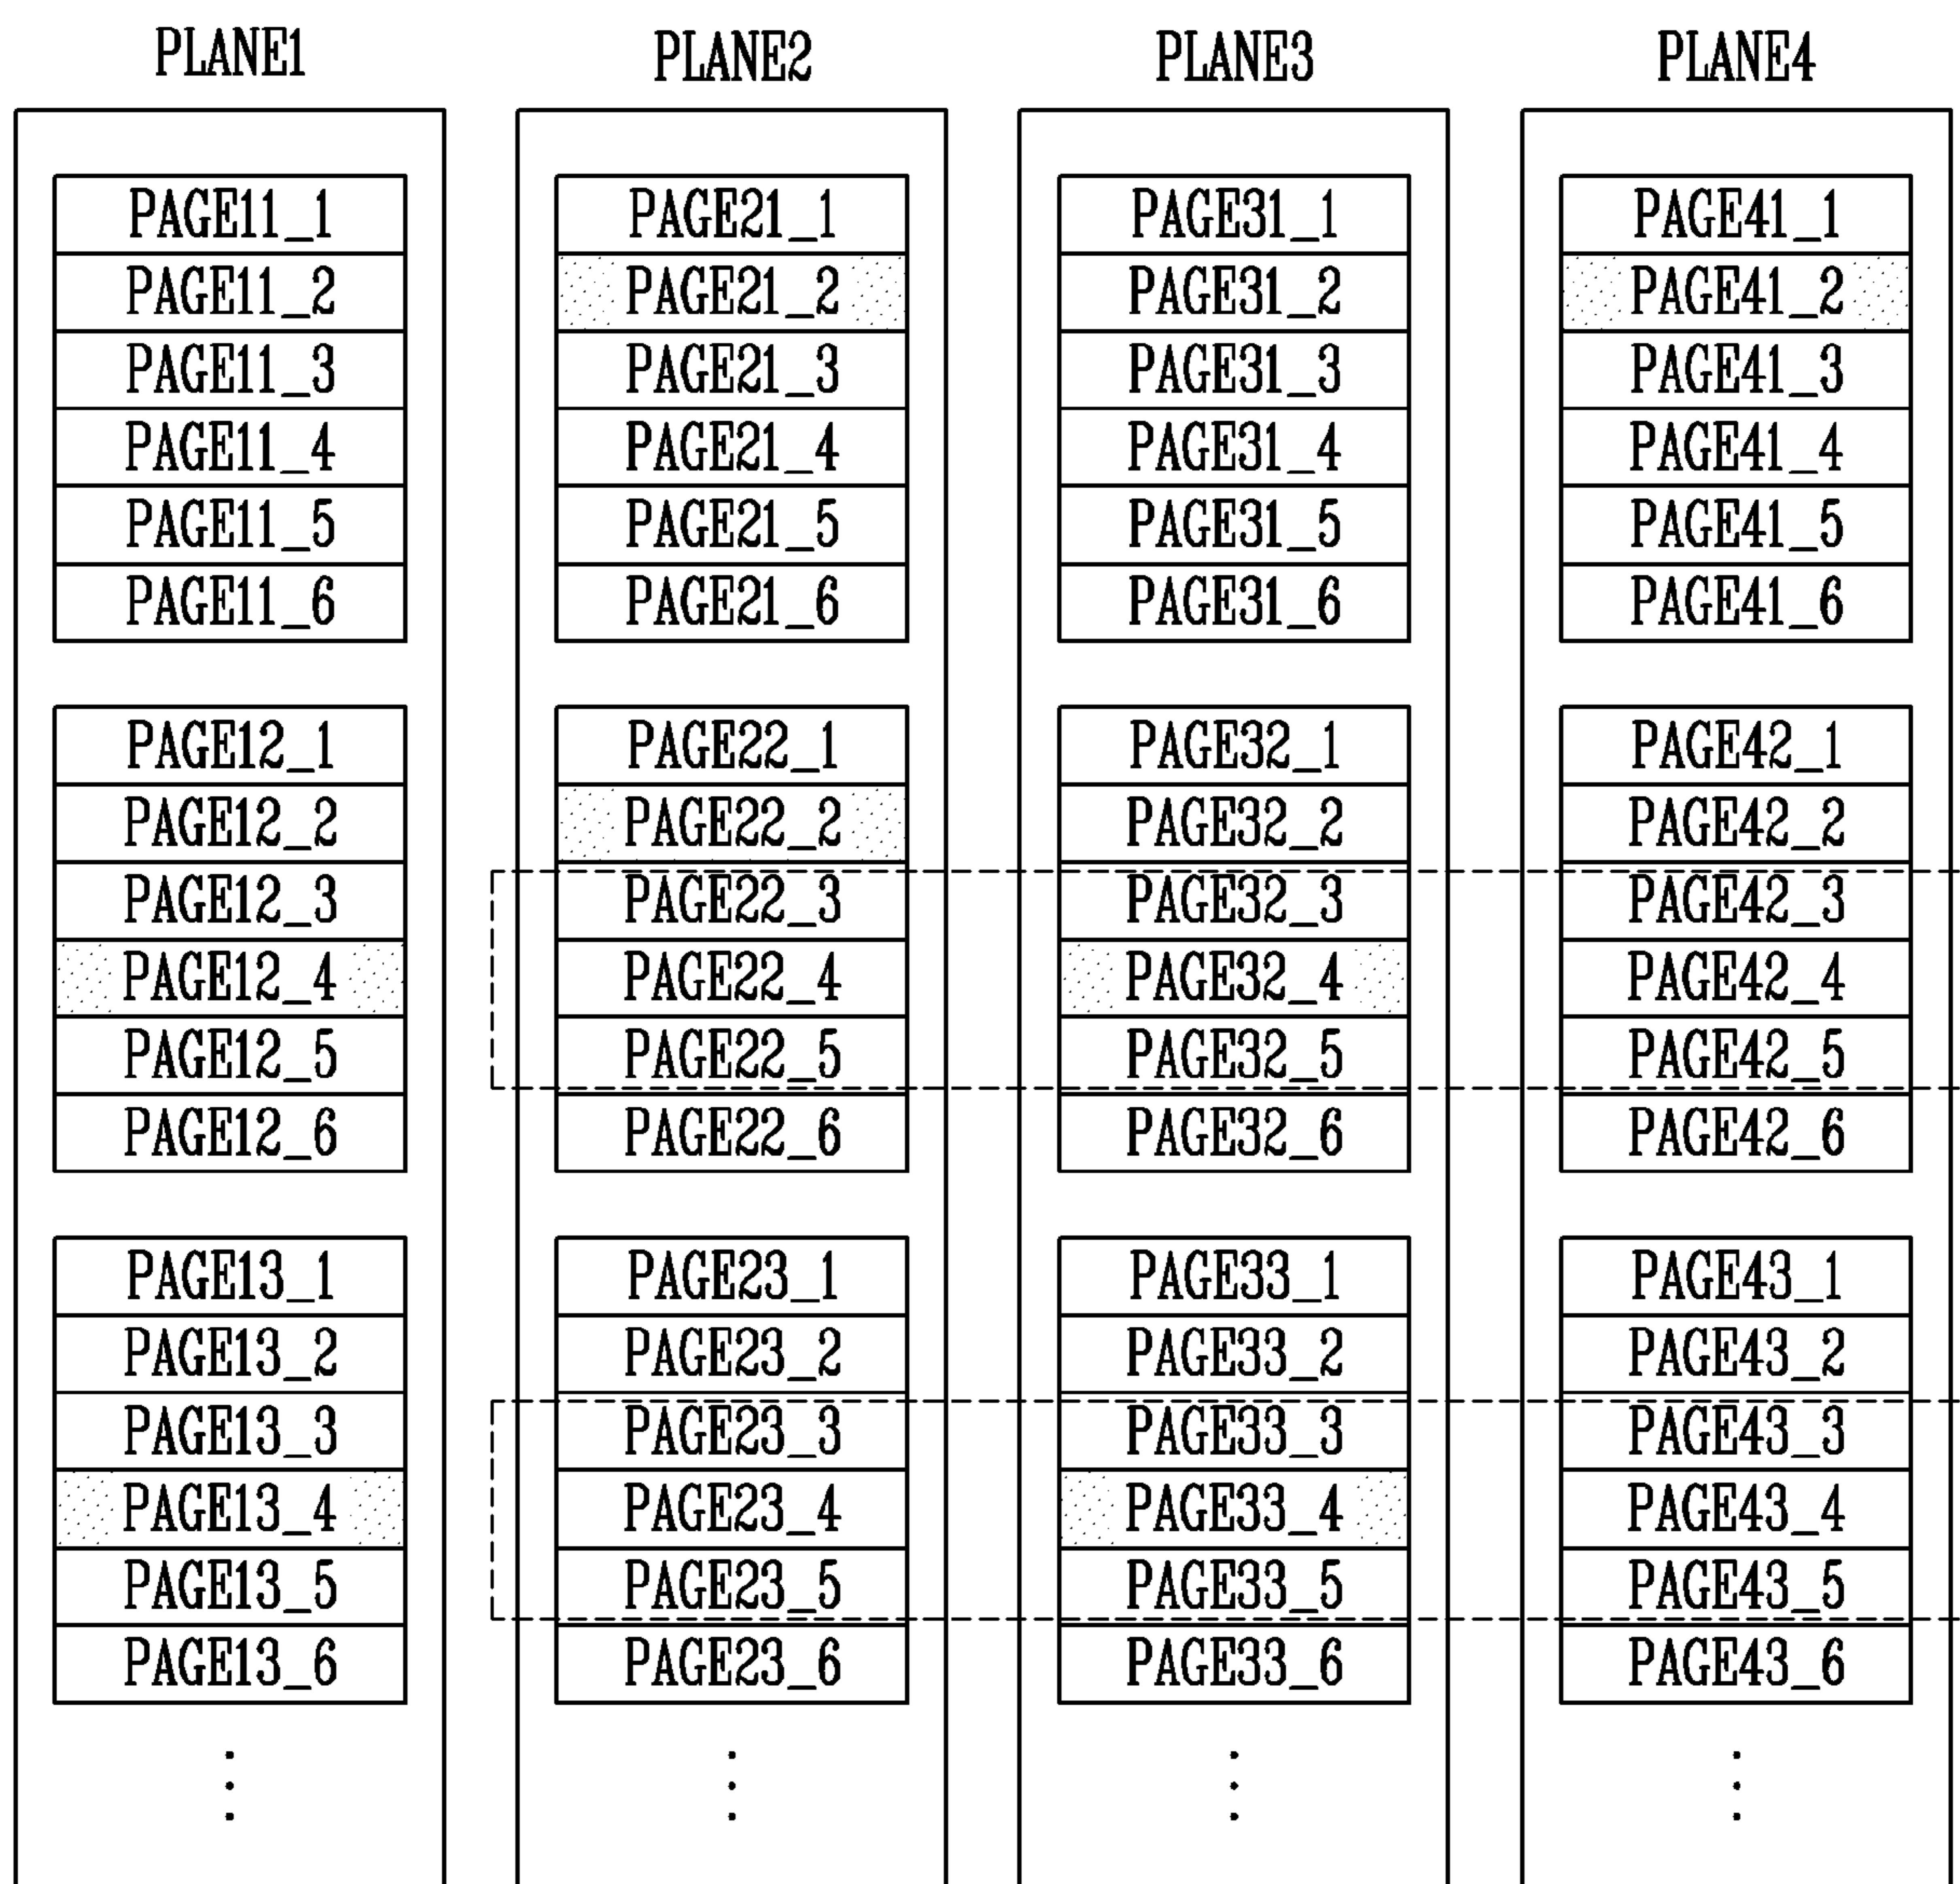 PLANE1 PLANE2 PLANE3 PLANE4
PAGE11_1 PAGE21_1 PAGE31_1 PAGE41_1
PAGE11_2 PAGE21_2 PAGE31_2 PAGE41_2
PAGE11_3 PAGE21_3 PAGE31_3 PAGE41_3
PAGE11_4 PAGE21_4 PAGE31_4 PAGE41_4
PAGE11_5 PAGE21_5 PAGE31_5 PAGE41_5
PAGE11_6 PAGE21_6 PAGE31_6 PAGE41_6
PAGE12_1 PAGE22_1 PAGE32_1 PAGE42_1
PAGE12_2 PAGE22_2 PAGE32_2 PAGE42_2
PAGE12_3 PAGE22_3 PAGE32_3 PAGE42_3
PAGE12_4 PAGE22_4 PAGE32_4 PAGE42_4
PAGE12_5 PAGE22_5 PAGE32_5 PAGE42_5
PAGE12_6 PAGE22_6 PAGE32_6 PAGE42_6
PAGE13_1 PAGE23_1 PAGE33_1 PAGE43_1
PAGE13_2 PAGE23_2 PAGE33_2 PAGE43_2
PAGE13_3 PAGE23_3 PAGE33_3 PAGE43_3
PAGE13_4 PAGE23_4 PAGE33_4 PAGE43_4
PAGE13_5 PAGE23_5 PAGE33_5 PAGE43_5
PAGE13_6 PAGE23_6 PAGE33_6 PAGE43_6